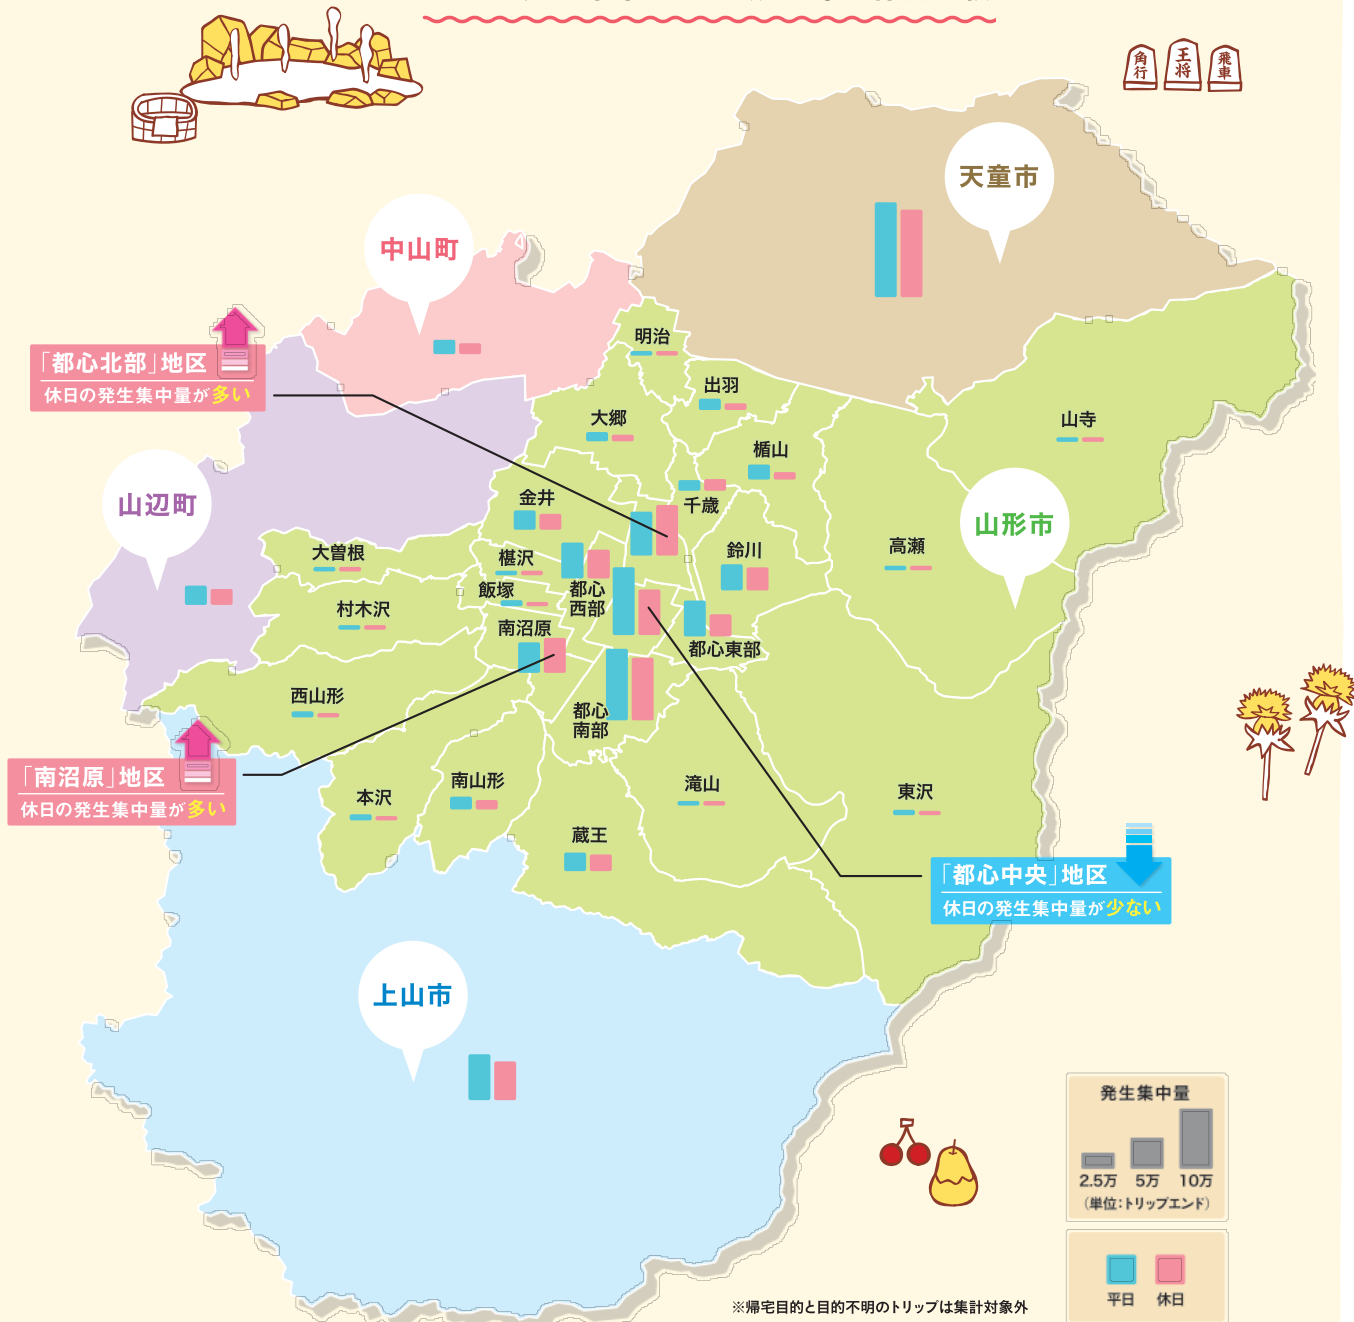 角行
王将
飛車
天童市
中山町
明治
「都心北部」地区
休日の発生集中量が多い
出羽
大郷
山寺
楯山
山辺町
金井
千歳
山形市
大曽根
椹沢
鈴川
高瀬
飯塚
都心
西部
村木沢
南沼原
都心東部
西山形
都心
南部
「南沼原」地区
休日の発生集中量が多い
本沢
南山形
滝山
東沢
蔵王
「都心中央」地区
休日の発生集中量が少ない
上山市
発生集中量
2.5万 5万 10万
(単位:トリップエンド)
平日 休日
※帰宅目的と目的不明のトリップは集計対象外